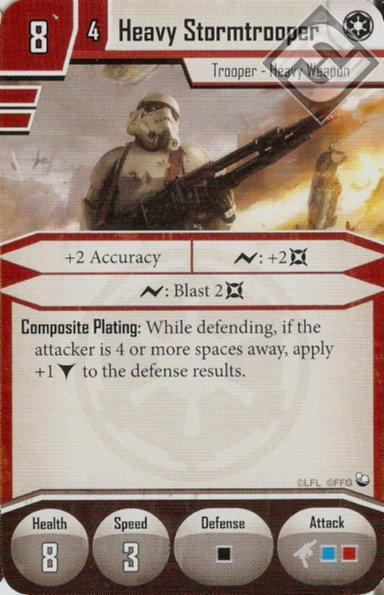 8 4 Heavy Stormtrooper
Trooper - Heavy Weapon
+2 Accuracy : +2
: Blast 2
Composite Plating: While defending, if the
attacker is 4 or more spaces away, apply
+1 to the defense results.
©LFL ©FFG
Health Speed Defense Attack
8 3